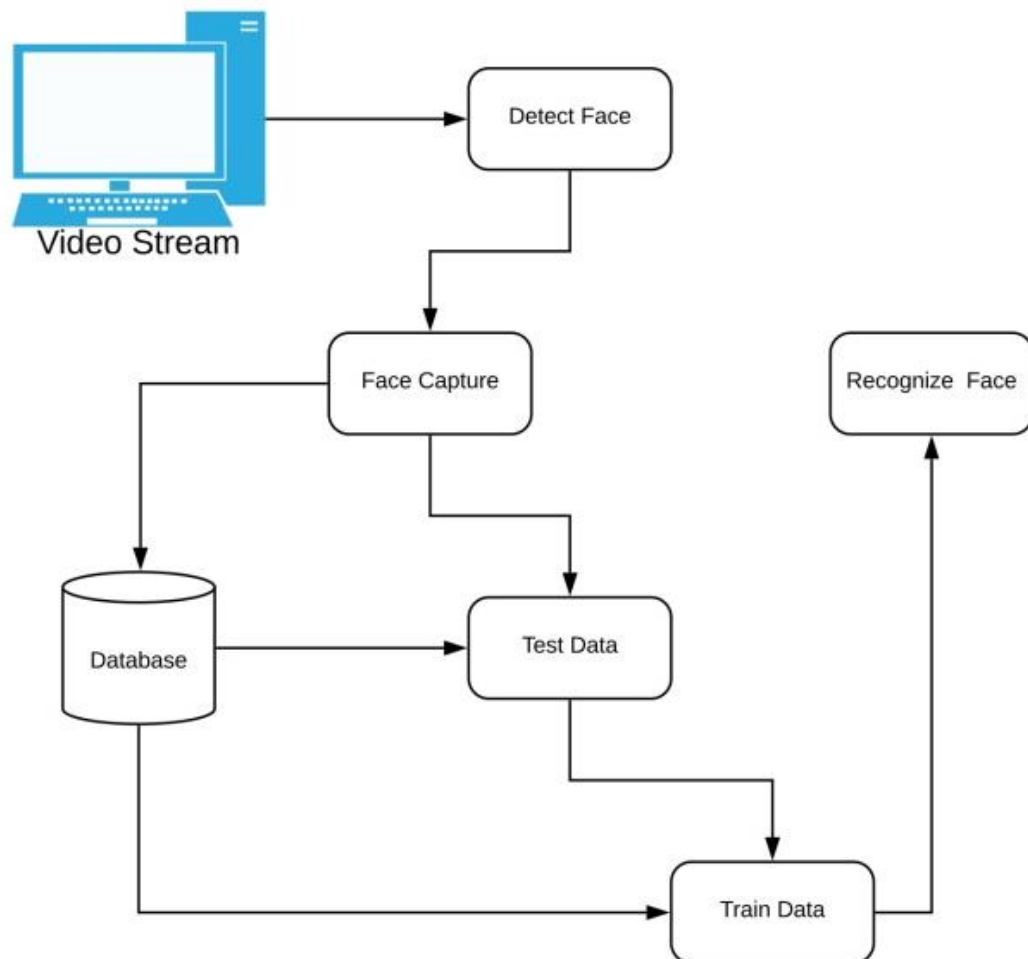 Detect Face
Video Stream
Face Capture
Recognize Face
Test Data
Database
Train Data